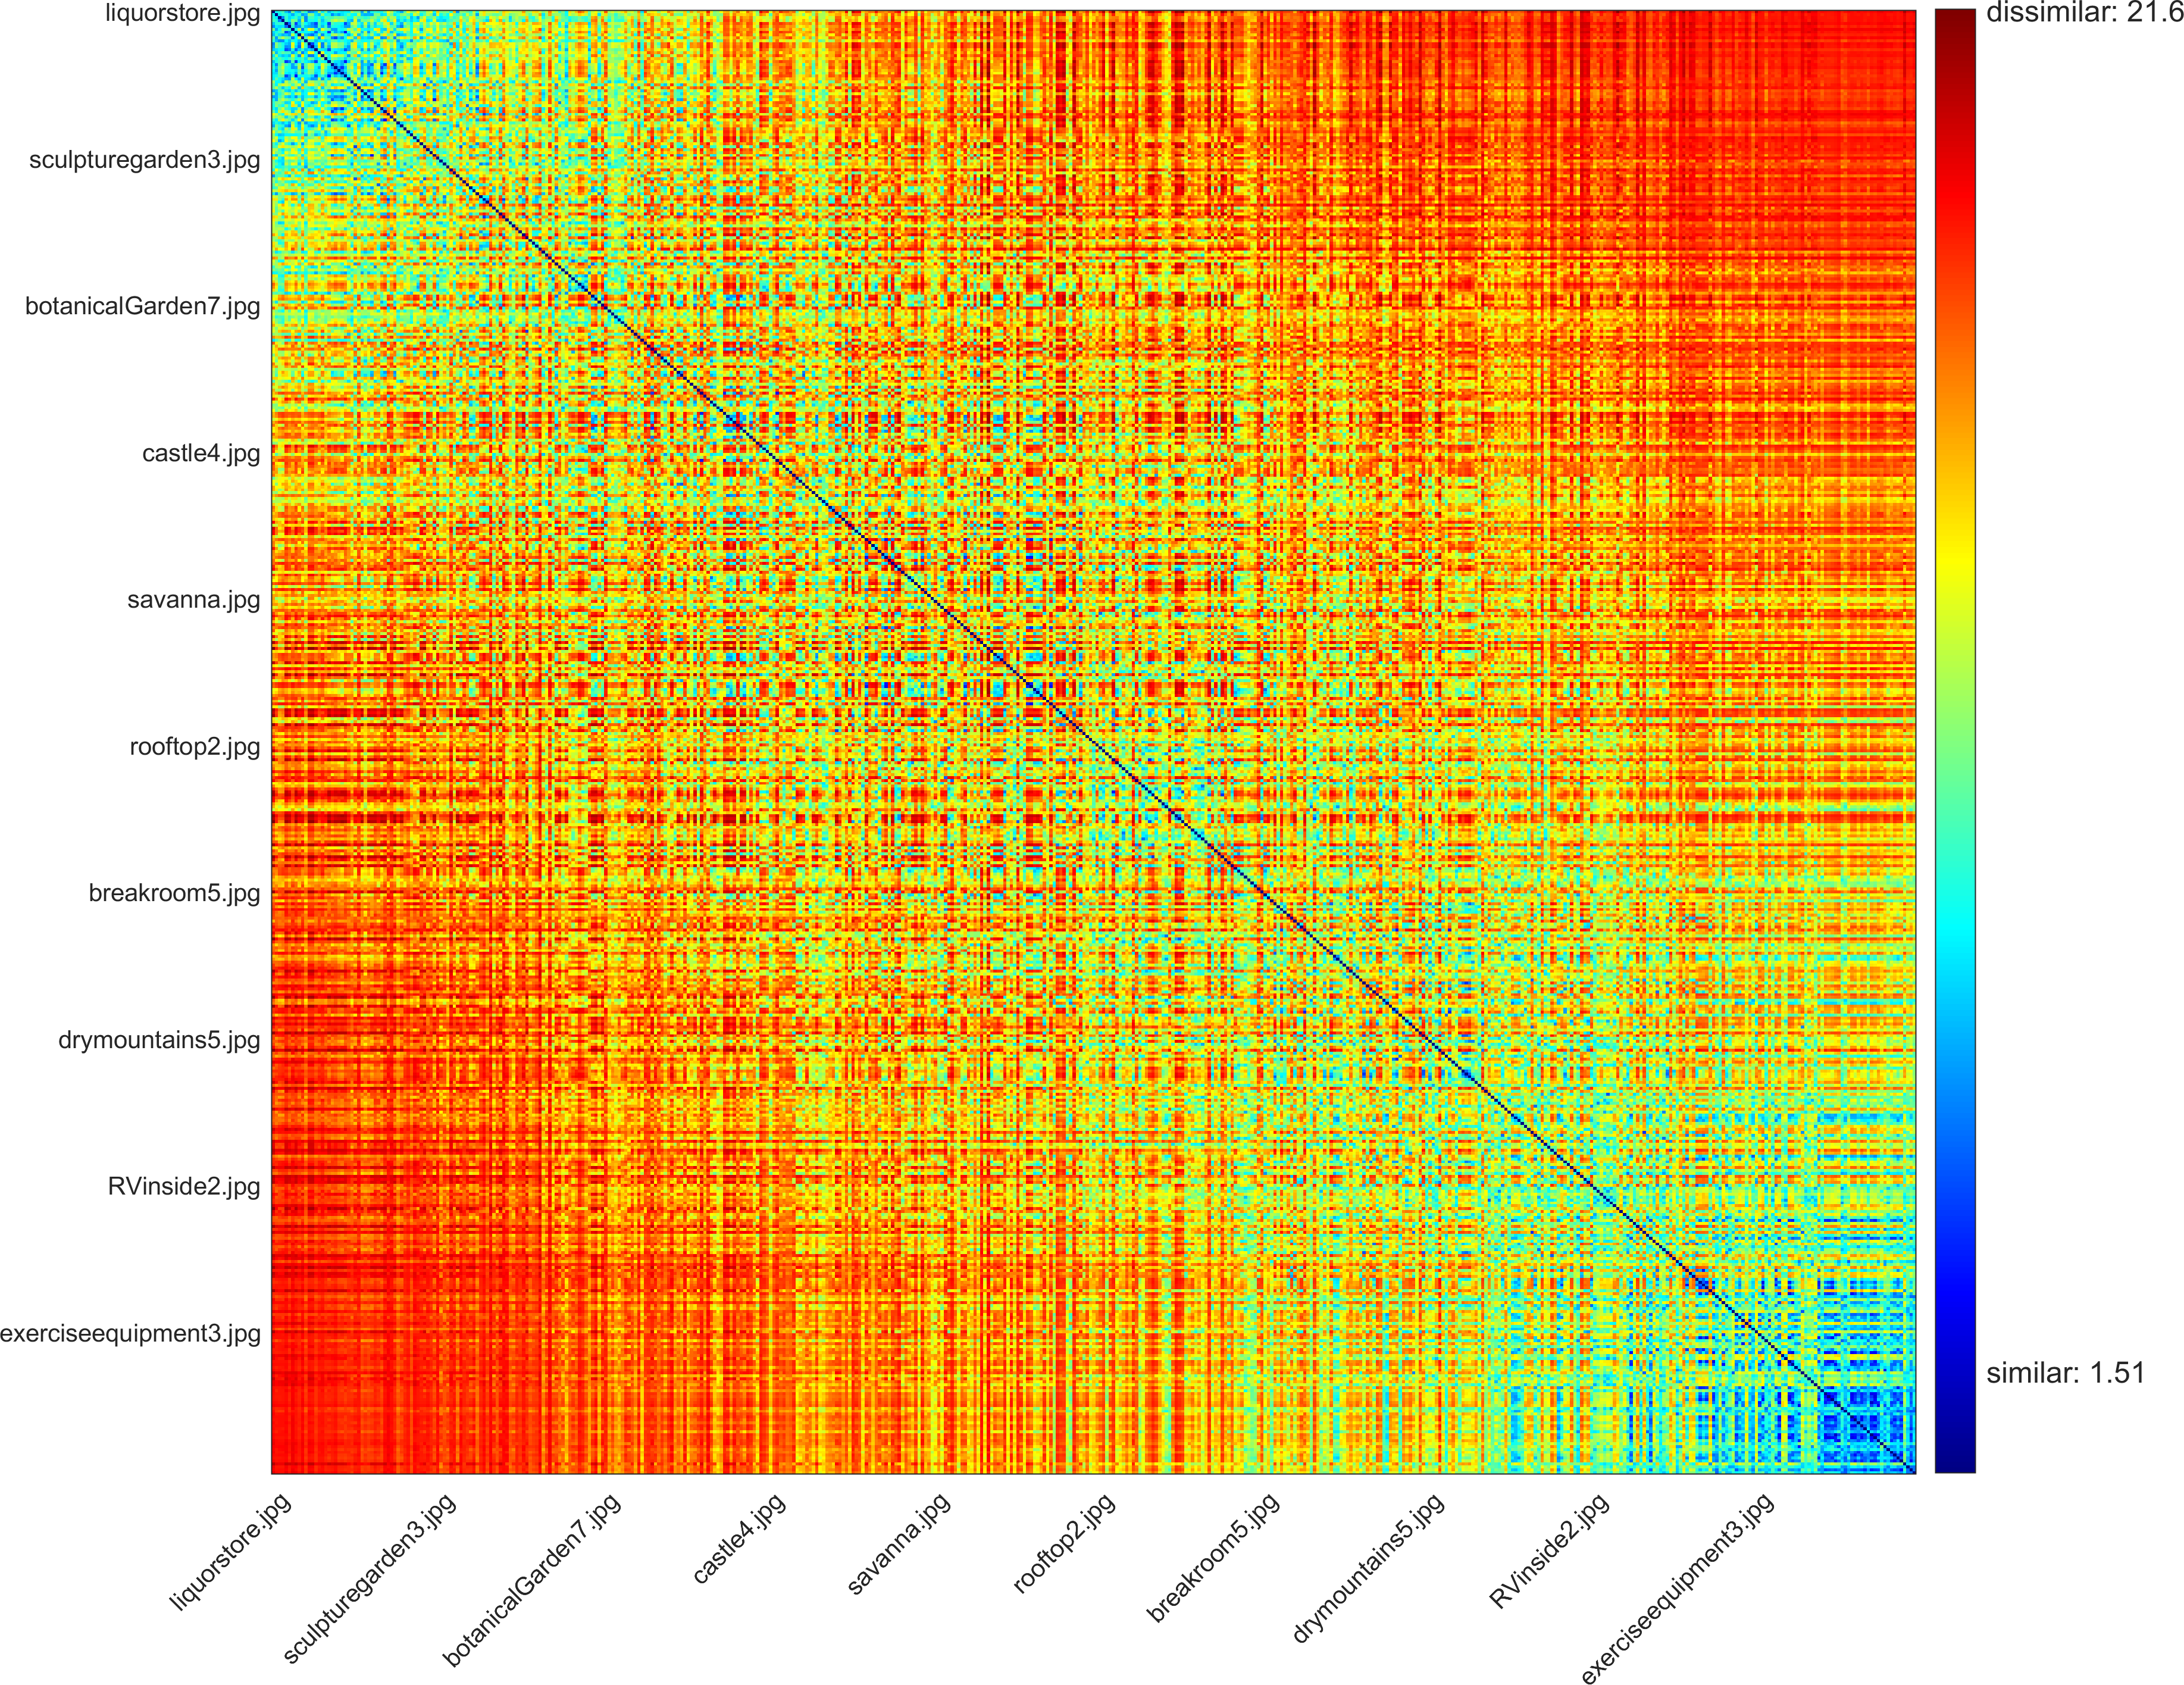 liquorstore.jpg
dissimilar: 21.6
sculpturegarden3.jpg
botanicalGarden7.jpg
castle4.jpg
savanna.jpg
rooftop2.jpg
breakroom5.jpg
drymountains5.jpg
RVinside2.jpg
exerciseequipment3.jpg
similar: 1.51
liquorstore.jpg
sculpturegarden3.jpg
botanicalGarden7.jpg
castle4.jpg
savanna.jpg
rooftop2.jpg
breakroom5.jpg
drymountains5.jpg
RVinside2.jpg
exerciseequipment3.jpg